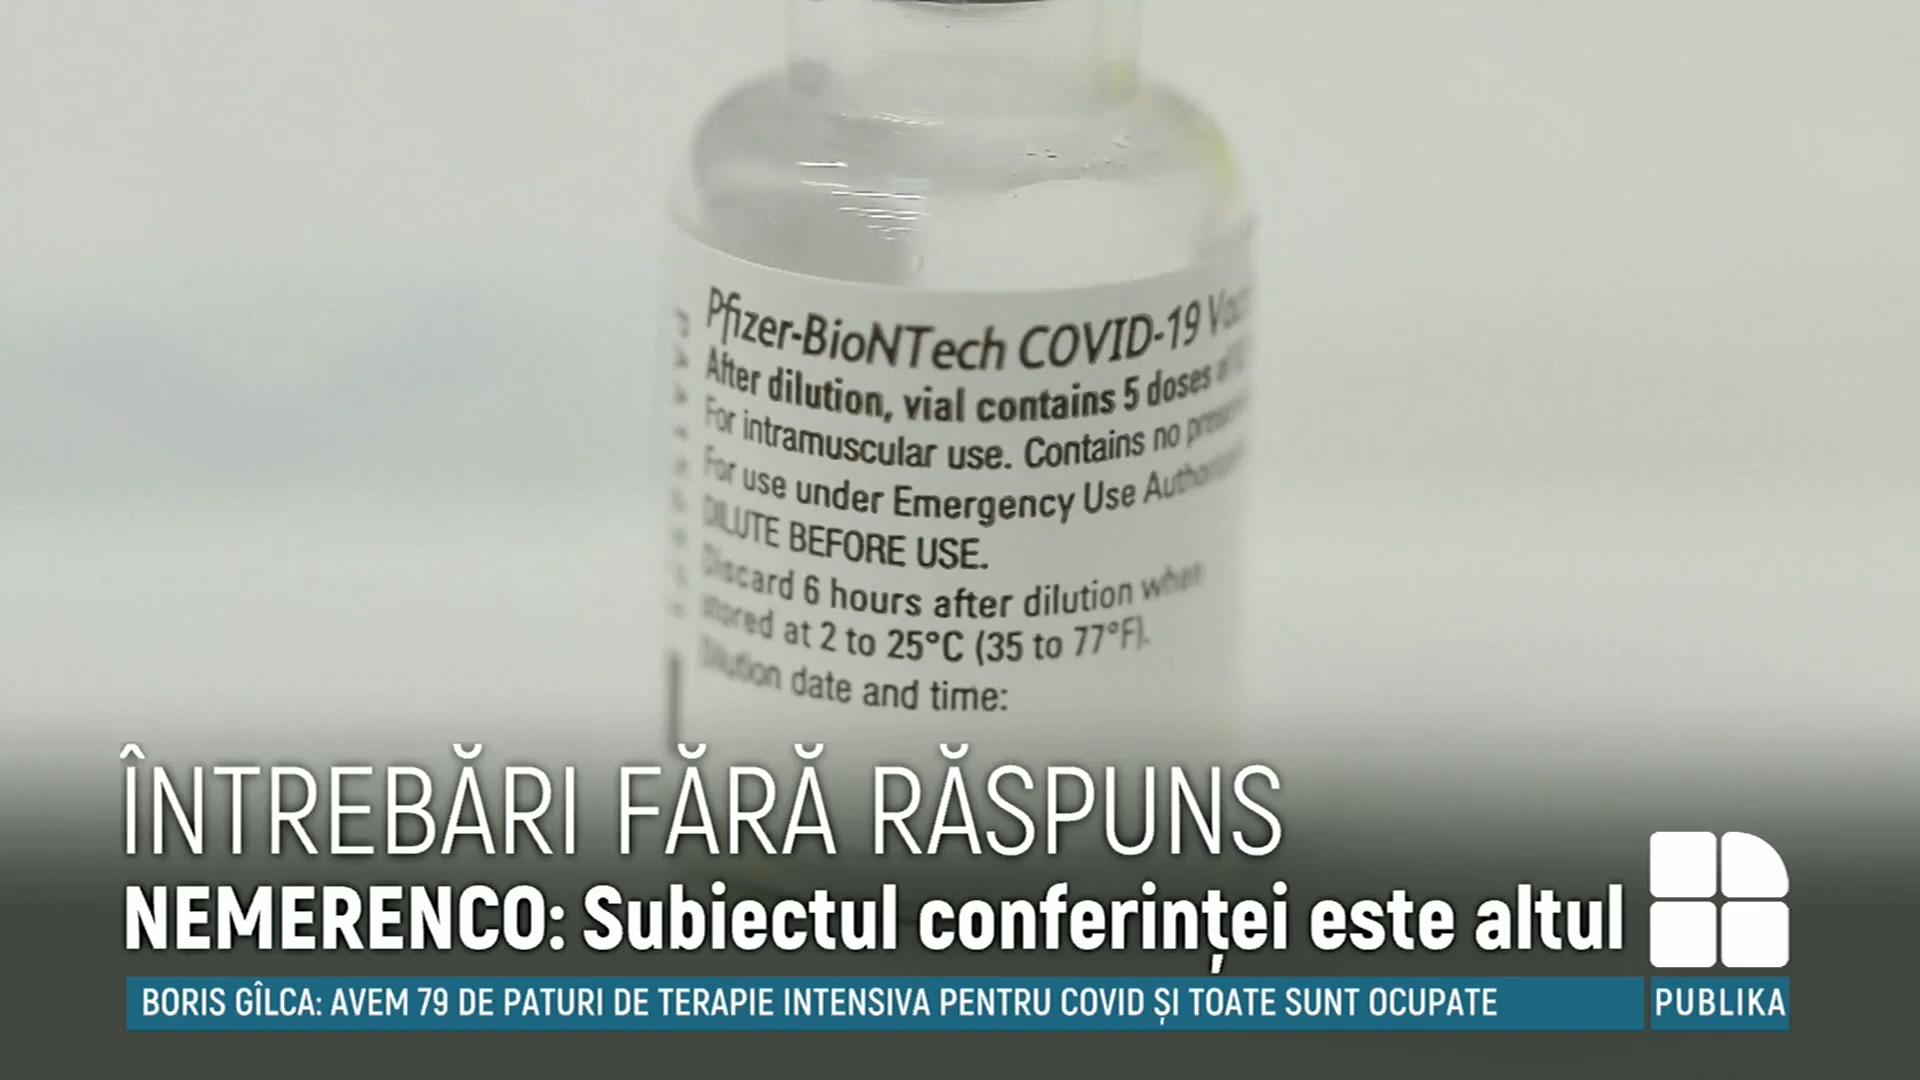 Pfizer-BioNTech COVID-19
After dilution, vial contains 5 doses
For intramuscular use. Contains no
For use under Emergency Use
DILUTE BEFORE USE.
Discard 6 hours after dilution when
stored at 2 to 25°C (35 to 77°F).
Dilution date and time:
ÎNTREBĂRI FĂRĂ RĂSPUNS
NEMERENCO: Subiectul conferinței este altul
BORIS GÎLCA: AVEM 79 DE PATURI DE TERAPIE INTENSIVA PENTRU COVID ȘI TOATE SUNT OCUPATE
PUBLIKA